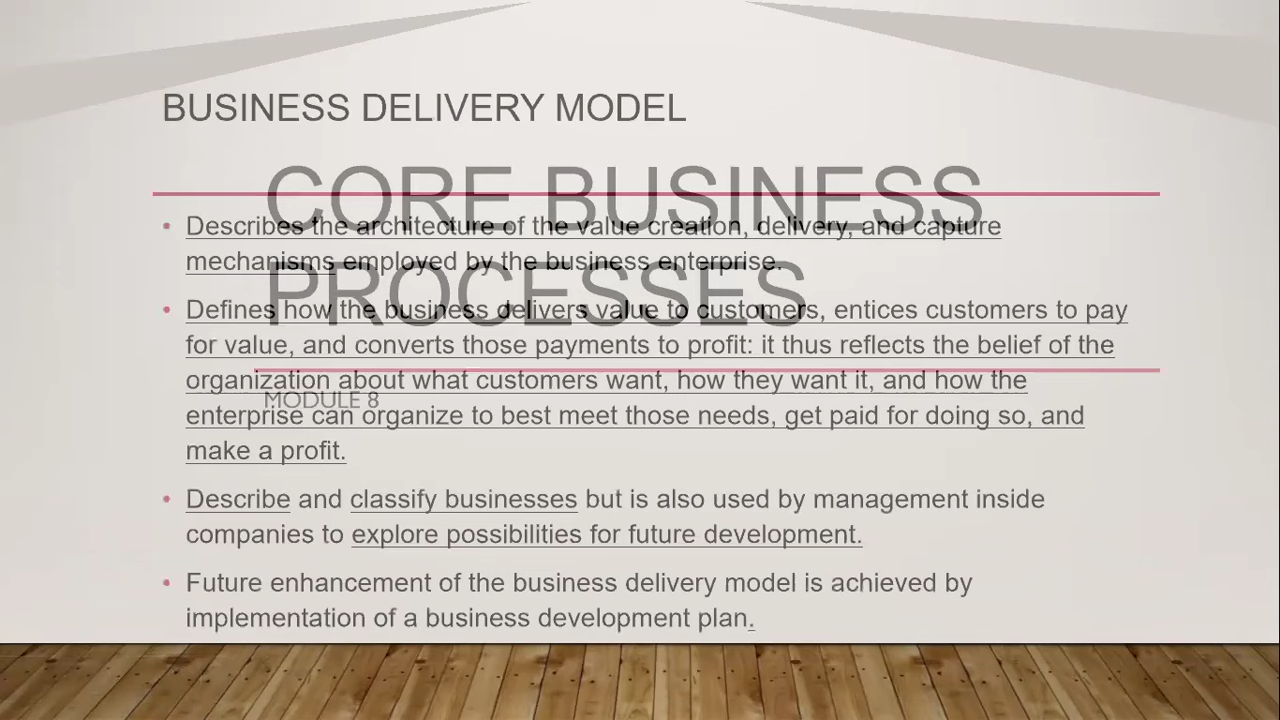 BUSINESS DELIVERY MODEL
CORE BUSINESS
PROCESSES
MODULE 8
• Describes the architecture of the value creation, delivery, and capture
mechanisms employed by the business enterprise.
• Defines how the business delivers value to customers, entices customers to pay
for value, and converts those payments to profit: it thus reflects the belief of the
organization about what customers want, how they want it, and how the
enterprise can organize to best meet those needs, get paid for doing so, and
make a profit.
• Describe and classify businesses but is also used by management inside
companies to explore possibilities for future development.
• Future enhancement of the business delivery model is achieved by
implementation of a business development plan.